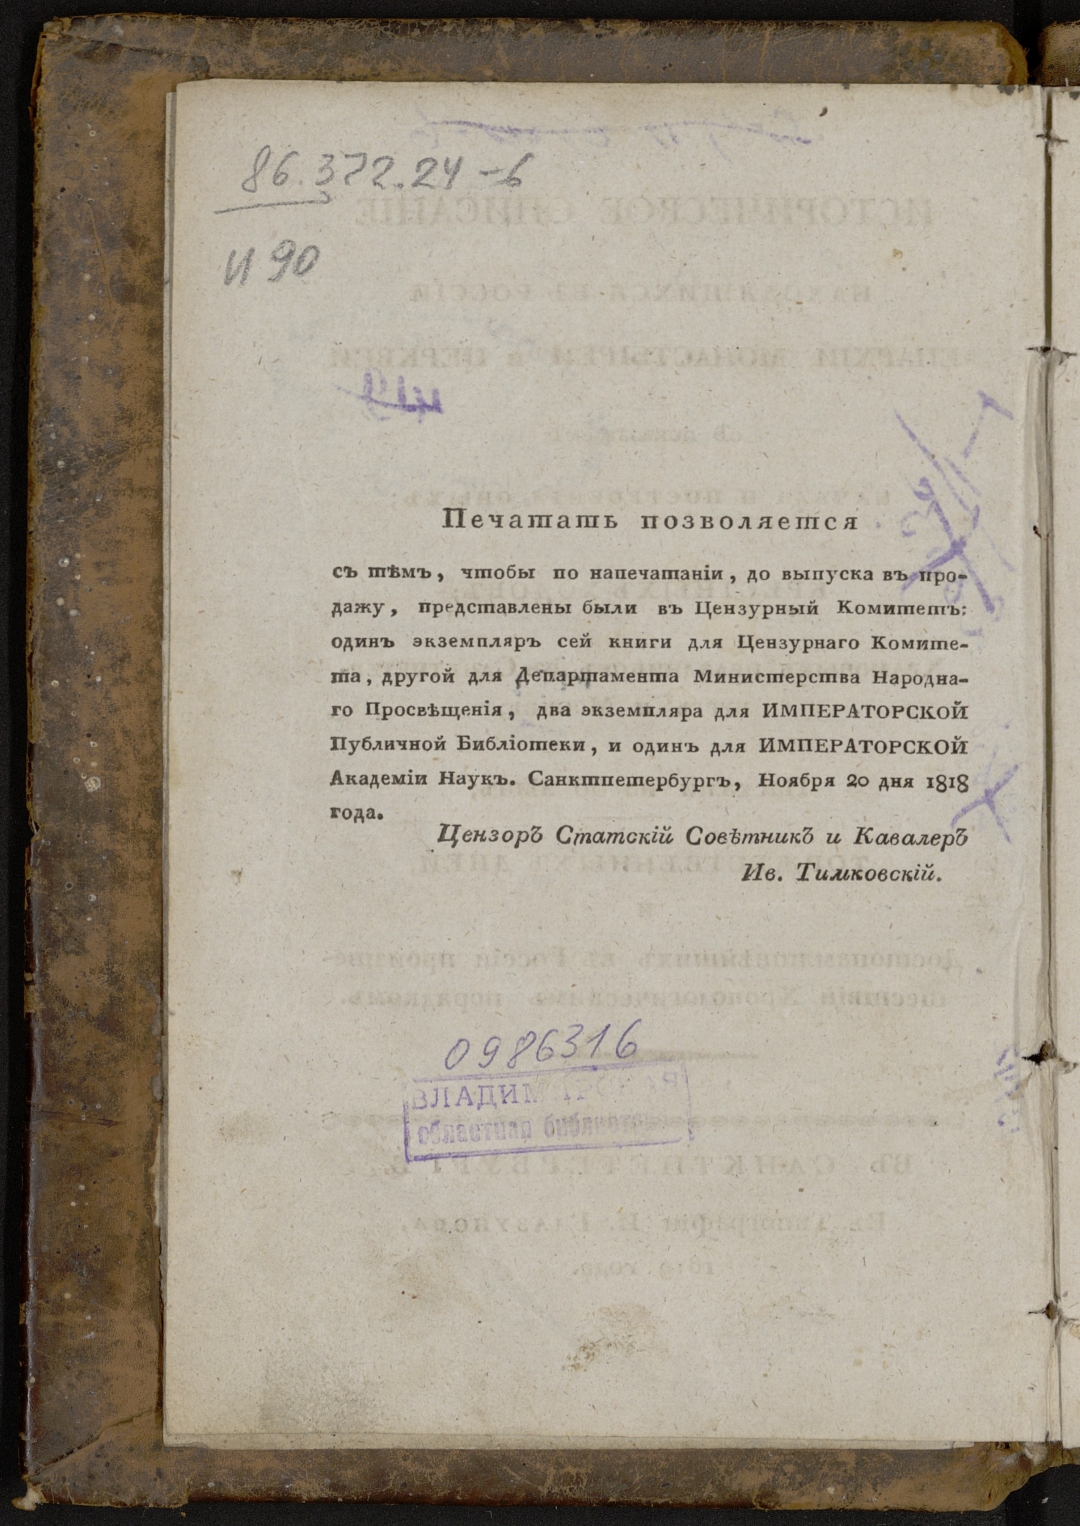 86.372.24-6
И 90
Печатать позволяется
съ тѣмъ, чтобы по напечатаніи, до выпуска въ про-
дажу, представлены были въ Цензурный Комитетъ:
одинъ экземпляръ сей книги для Цензурнаго Комите-
та, другой для Департамента Министерства Народна-
го Просвѣщенія, два экземпляра для ИМПЕРАТОРСКОЙ
Публичной Библіотеки, и одинъ для ИМПЕРАТОРСКОЙ
Академіи Наукъ. Санктпетербургъ, Ноября 20 дня 1818
года.
Цензоръ Статскій Совѣтникъ и Кавалеръ
Ив. Тимковскій.
0986316
областная